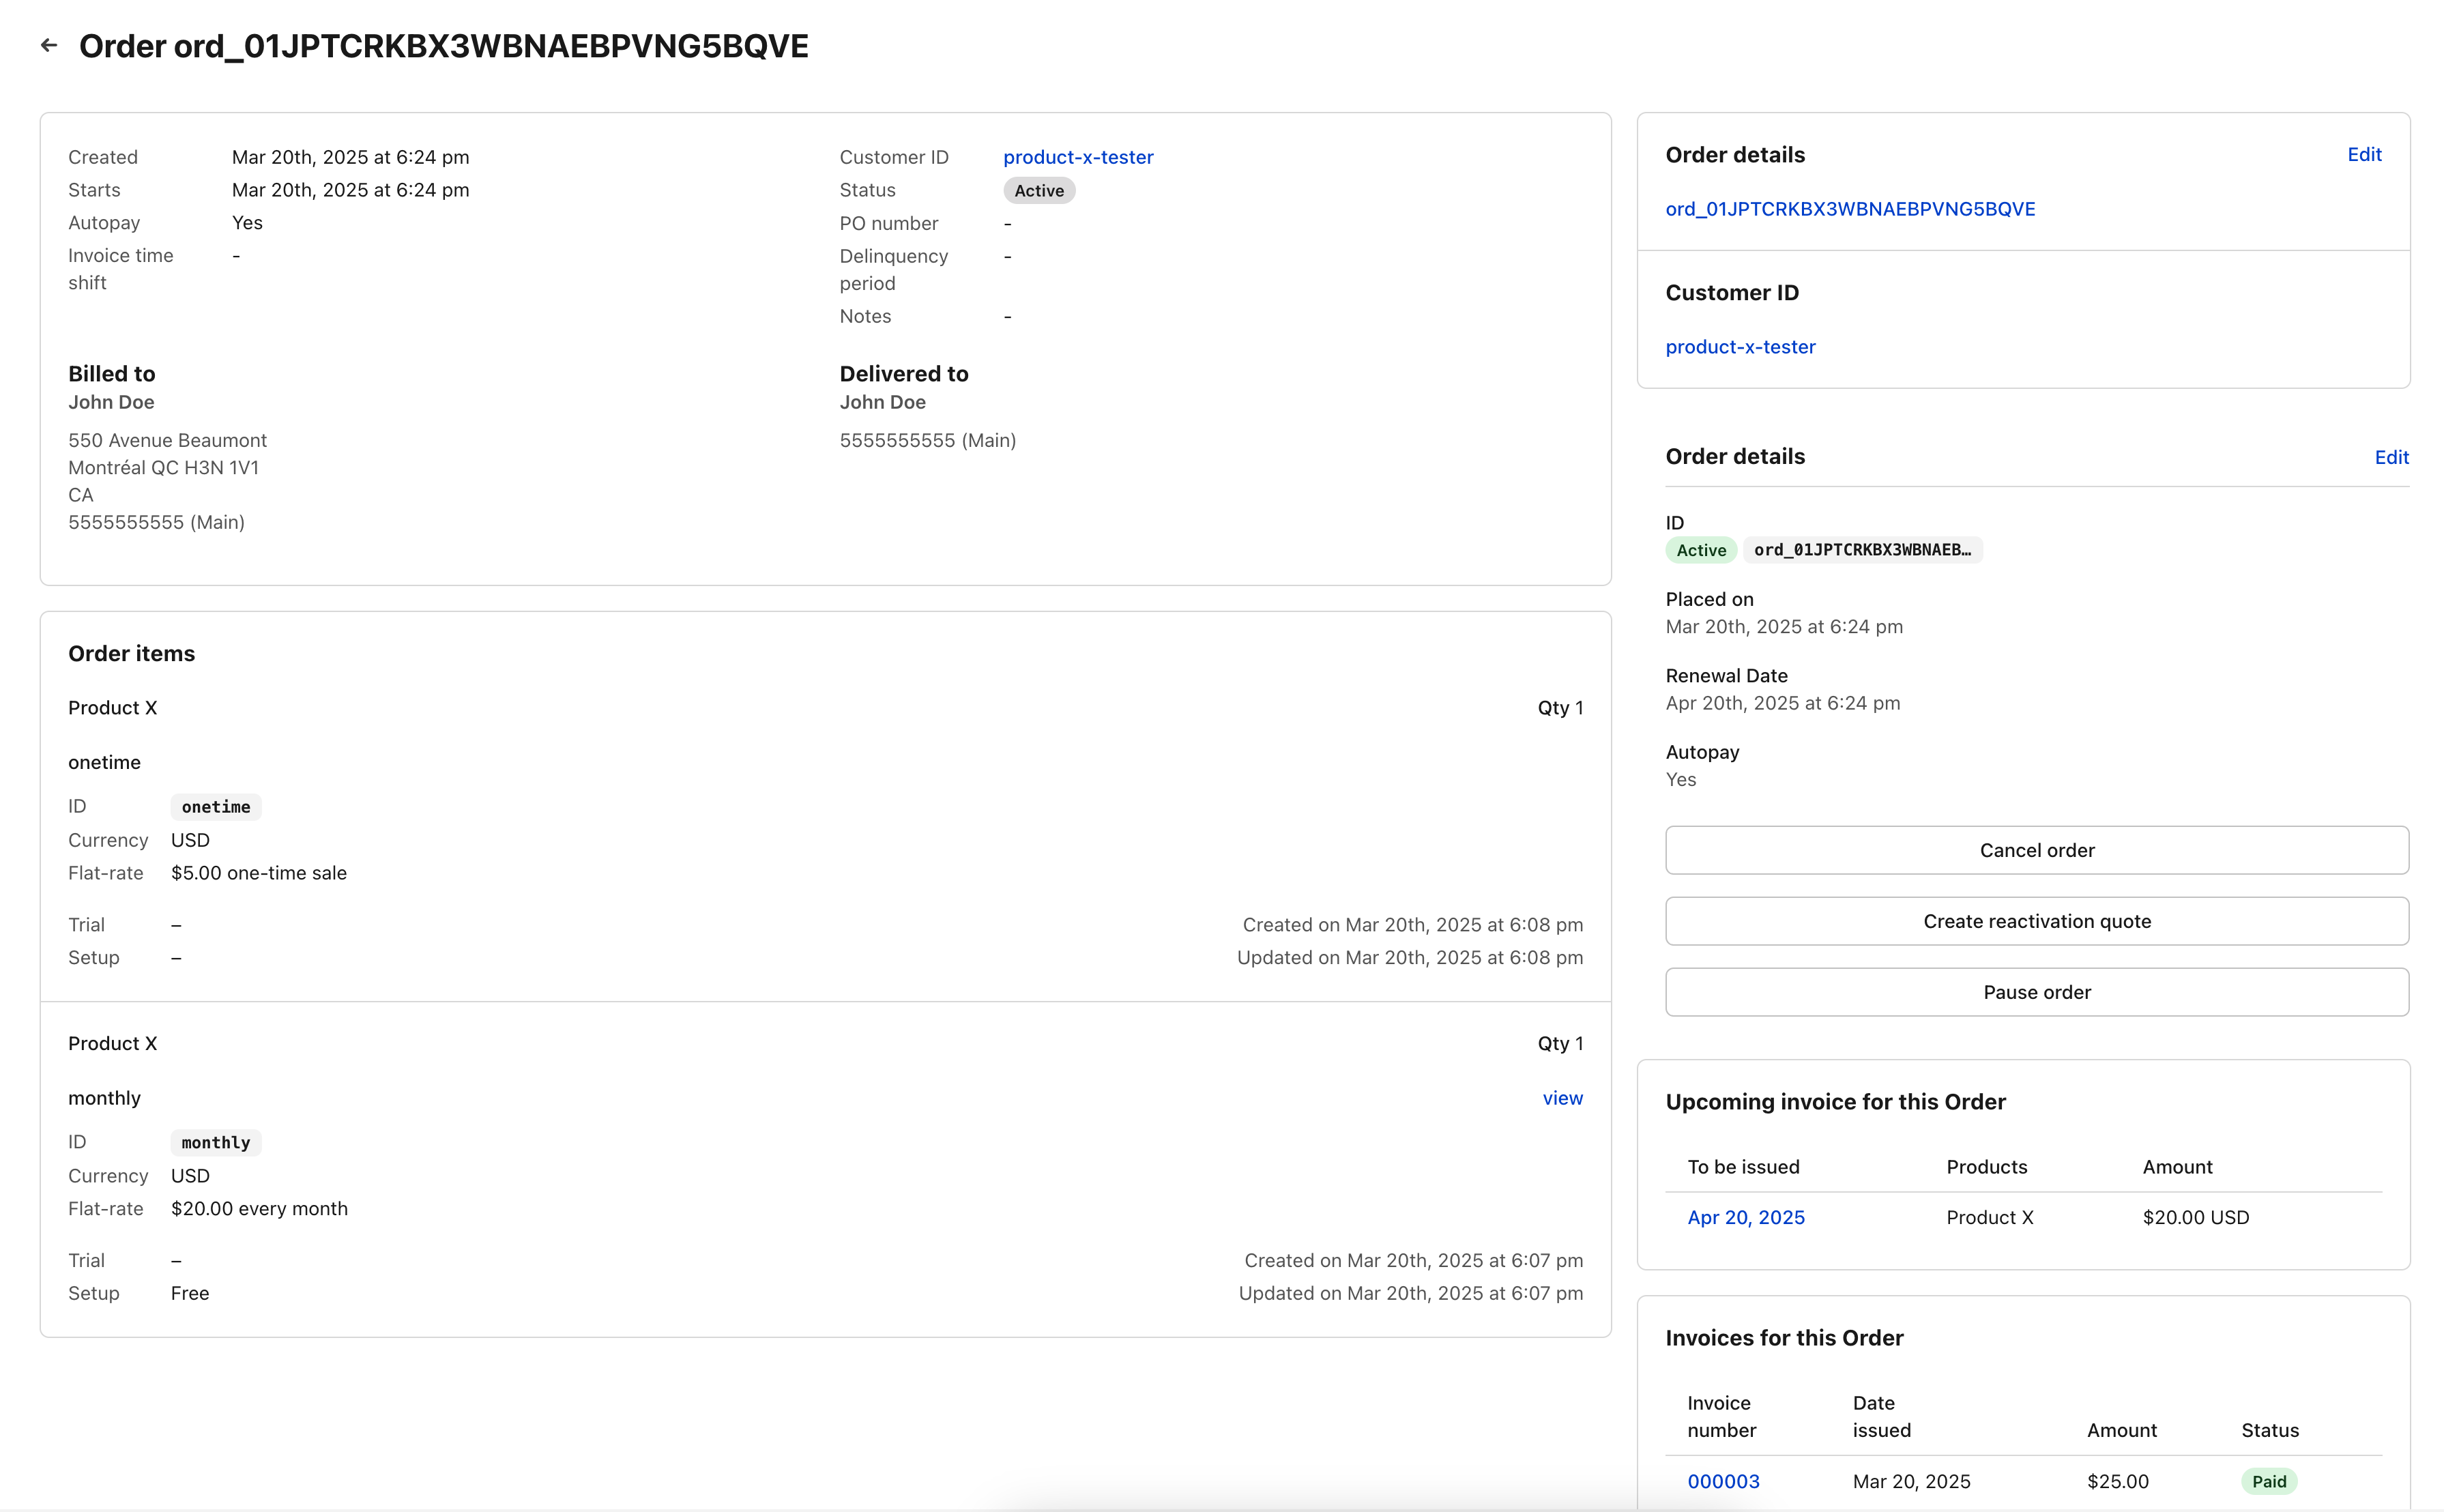 ← Order ord_01JPTCRKBX3WBNAEBPVNG5BQVE
Created Mar 20th, 2025 at 6:24 pm
Starts Mar 20th, 2025 at 6:24 pm
Autopay Yes
Invoice time shift -
Customer ID product-x-tester
Status Active
PO number -
Delinquency period -
Notes -
Billed to
John Doe
550 Avenue Beaumont
Montréal QC H3N 1V1
CA
5555555555 (Main)
Delivered to
John Doe
5555555555 (Main)
Order items
Product X Qty 1
onetime
ID onetime
Currency USD
Flat-rate $5.00 one-time sale
Trial – Created on Mar 20th, 2025 at 6:08 pm
Setup – Updated on Mar 20th, 2025 at 6:08 pm
Product X Qty 1
monthly view
ID monthly
Currency USD
Flat-rate $20.00 every month
Trial – Created on Mar 20th, 2025 at 6:07 pm
Setup Free Updated on Mar 20th, 2025 at 6:07 pm
Order details Edit
ord_01JPTCRKBX3WBNAEBPVNG5BQVE
Customer ID
product-x-tester
Order details Edit
ID
Active ord_01JPTCRKBX3WBNAEB…
Placed on
Mar 20th, 2025 at 6:24 pm
Renewal Date
Apr 20th, 2025 at 6:24 pm
Autopay
Yes
Cancel order
Create reactivation quote
Pause order
Upcoming invoice for this Order
To be issued Products Amount
Apr 20, 2025 Product X $20.00 USD
Invoices for this Order
Invoice number Date issued Amount Status
000003 Mar 20, 2025 $25.00 Paid